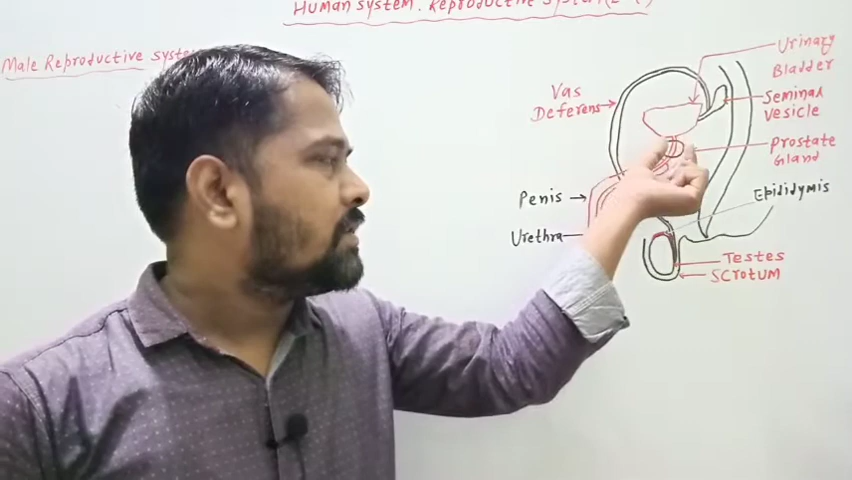 Human system. Reproductive system
Male Reproductive syste
Urinary
Bladder
Vas
Deferens
Seminal
vesicle
prostate
gland
Epididymis
Penis
Urethra
Testes
SCROTUM